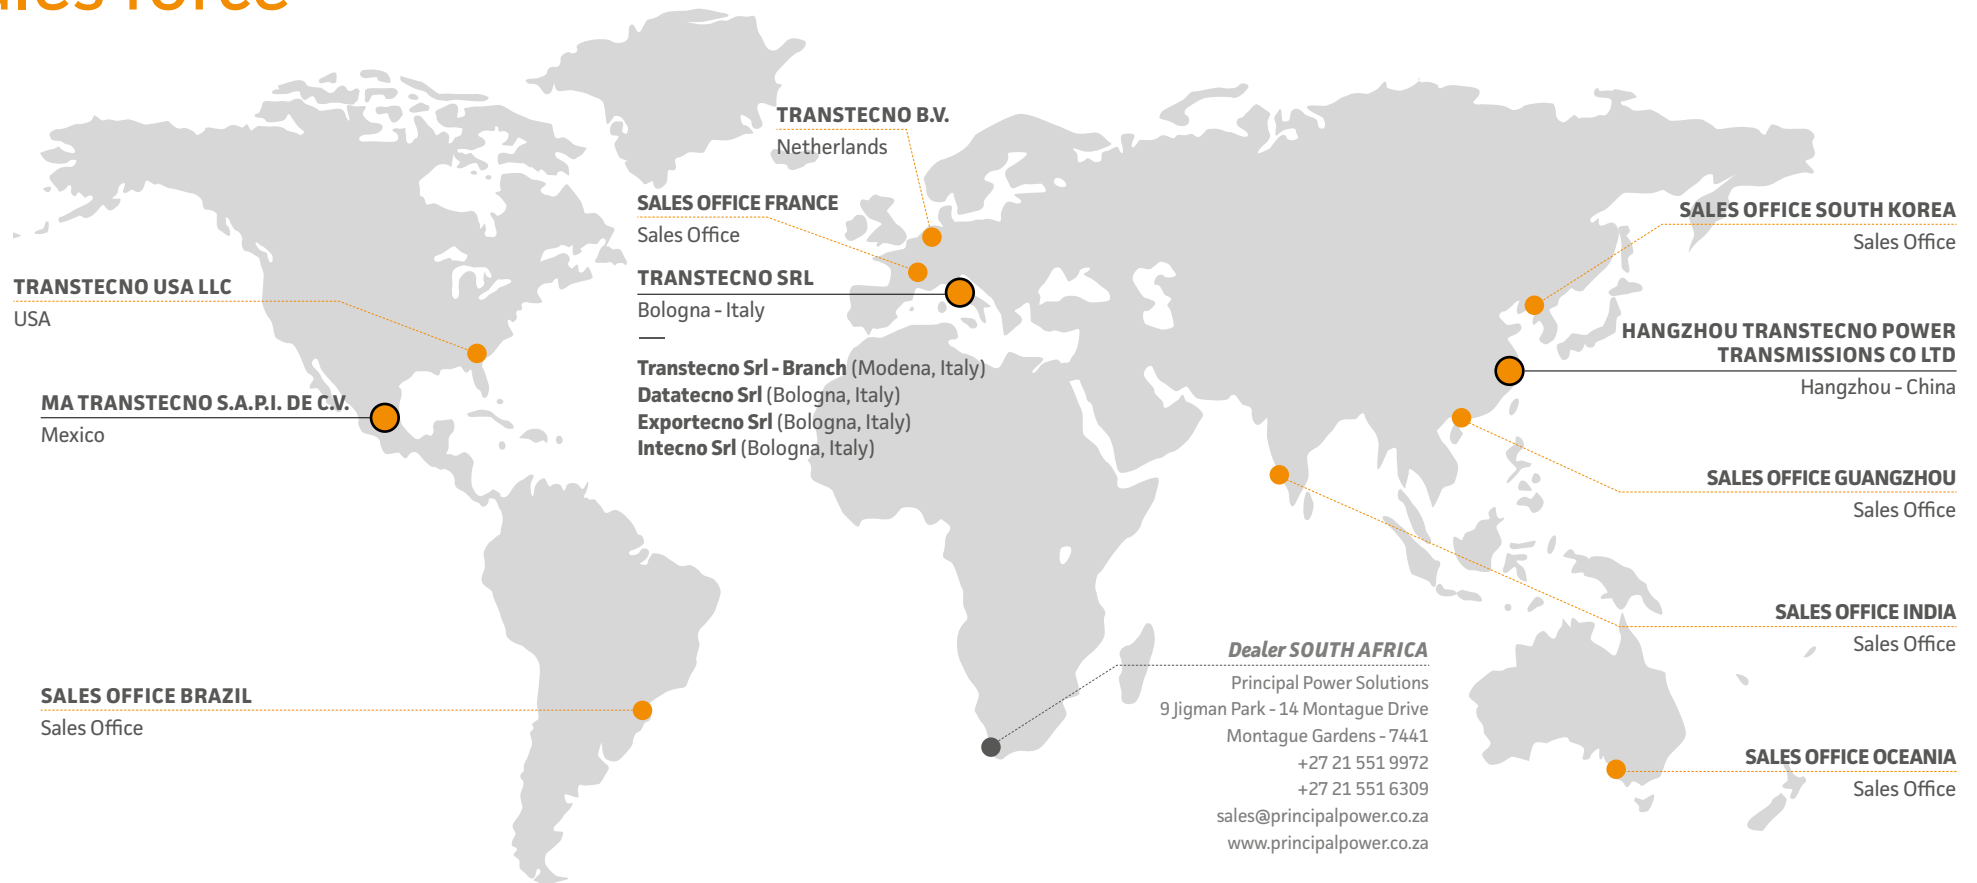 force
TRANSTECNO B.V.
Netherlands
SALES OFFICE FRANCE
Sales Office
TRANSTECNO SRL
Bologna - Italy
Transtecno Srl - Branch (Modena, Italy)
Datatecno Srl (Bologna, Italy)
Exportecno Srl (Bologna, Italy)
Intecno Srl (Bologna, Italy)
TRANSTECNO USA LLC
USA
MA TRANSTECNO S.A.P.I. DE C.V.
Mexico
SALES OFFICE BRAZIL
Sales Office
Dealer SOUTH AFRICA
Principal Power Solutions
9 Jigman Park - 14 Montague Drive
Montague Gardens - 7441
+27 21 551 9972
+27 21 551 6309
sales@principalpower.co.za
www.principalpower.co.za
SALES OFFICE SOUTH KOREA
Sales Office
HANGZHOU TRANSTECNO POWER
TRANSMISSIONS CO LTD
Hangzhou - China
SALES OFFICE GUANGZHOU
Sales Office
SALES OFFICE INDIA
Sales Office
SALES OFFICE OCEANIA
Sales Office